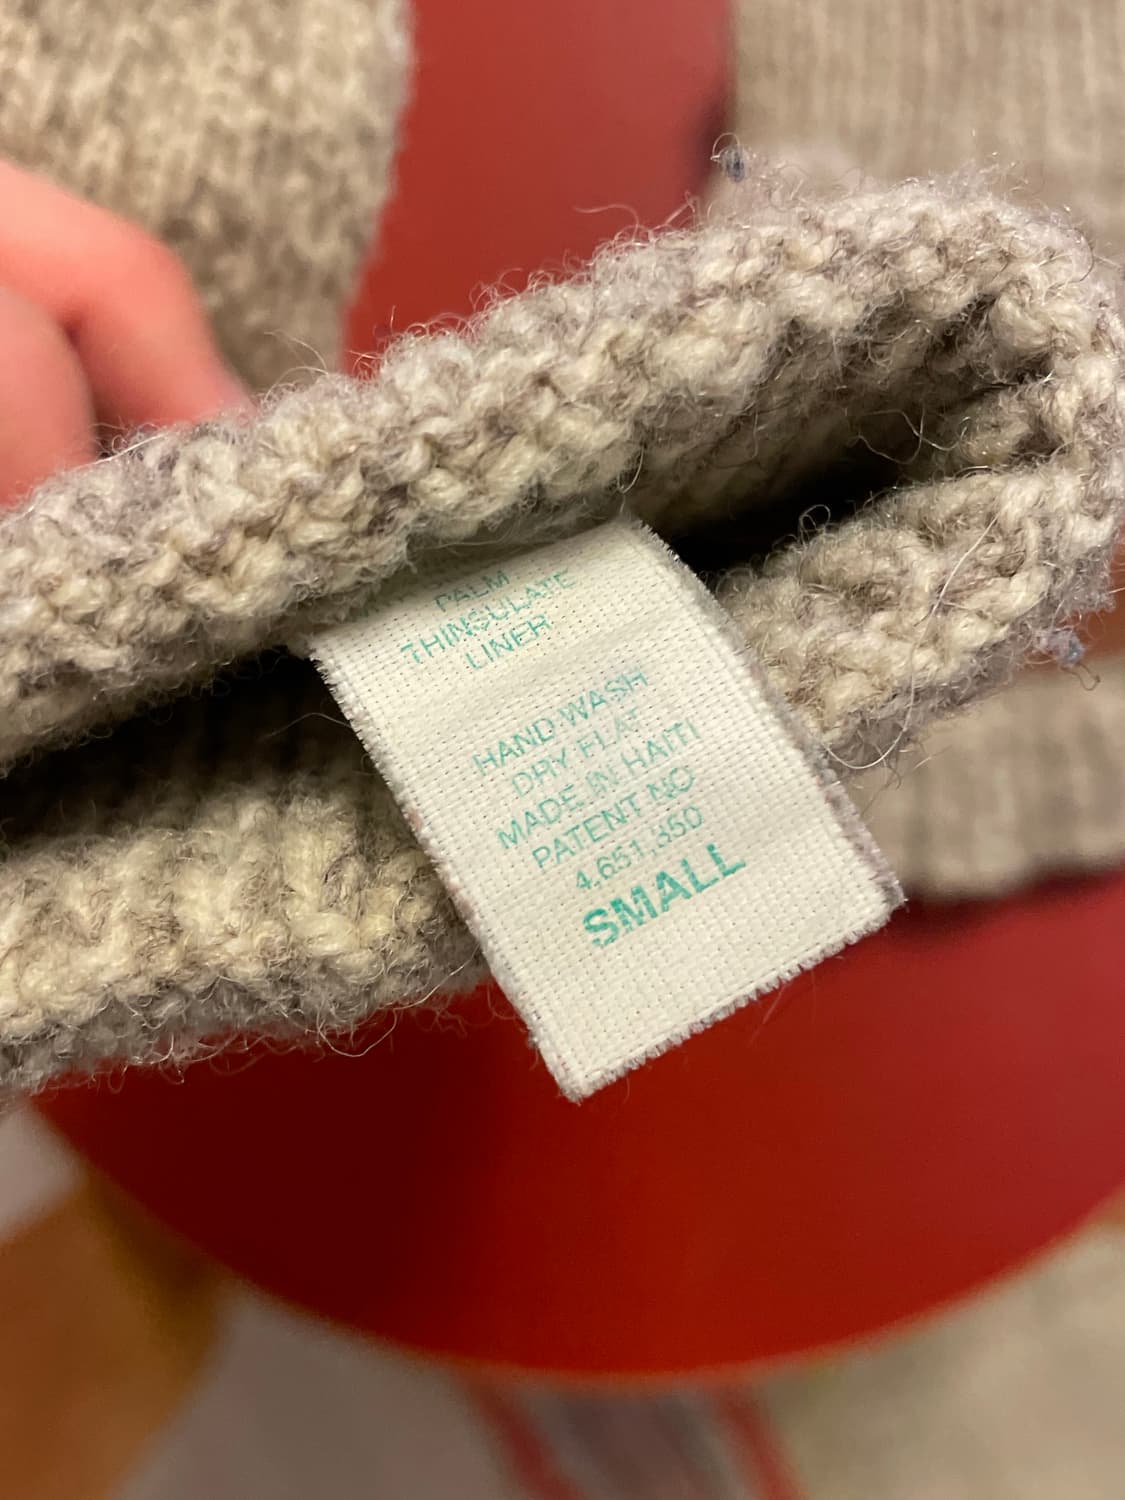 PALM
THINSULATE
LINER
HAND WASH
DRY FLAT
MADE IN HAITI
PATENT NO
4,651,350
SMALL